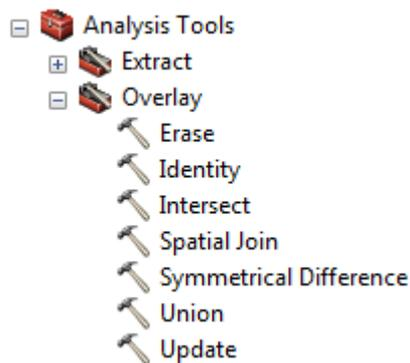 Analysis Tools
Extract
Overlay
Erase
Identity
Intersect
Spatial Join
Symmetrical Difference
Union
Update